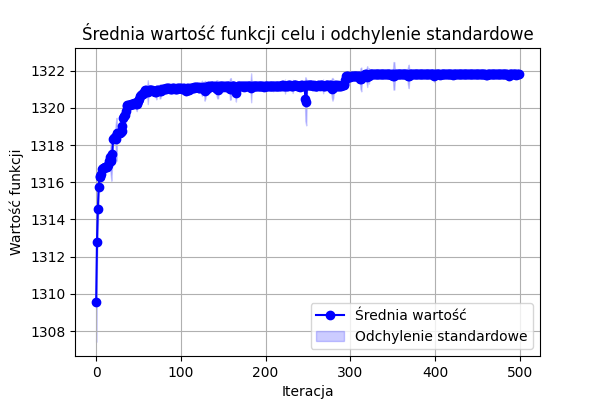 Średnia wartość funkcji celu i odchylenie standardowe
1322
1320
1318
1316
1314
1312
1310
1308
Wartość funkcji
0 100 200 300 400 500
Iteracja
Średnia wartość
Odchylenie standardowe